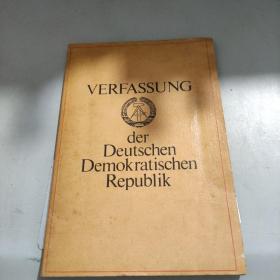 VERFASSUNG
der
Deutschen
Demokratischen
Republik